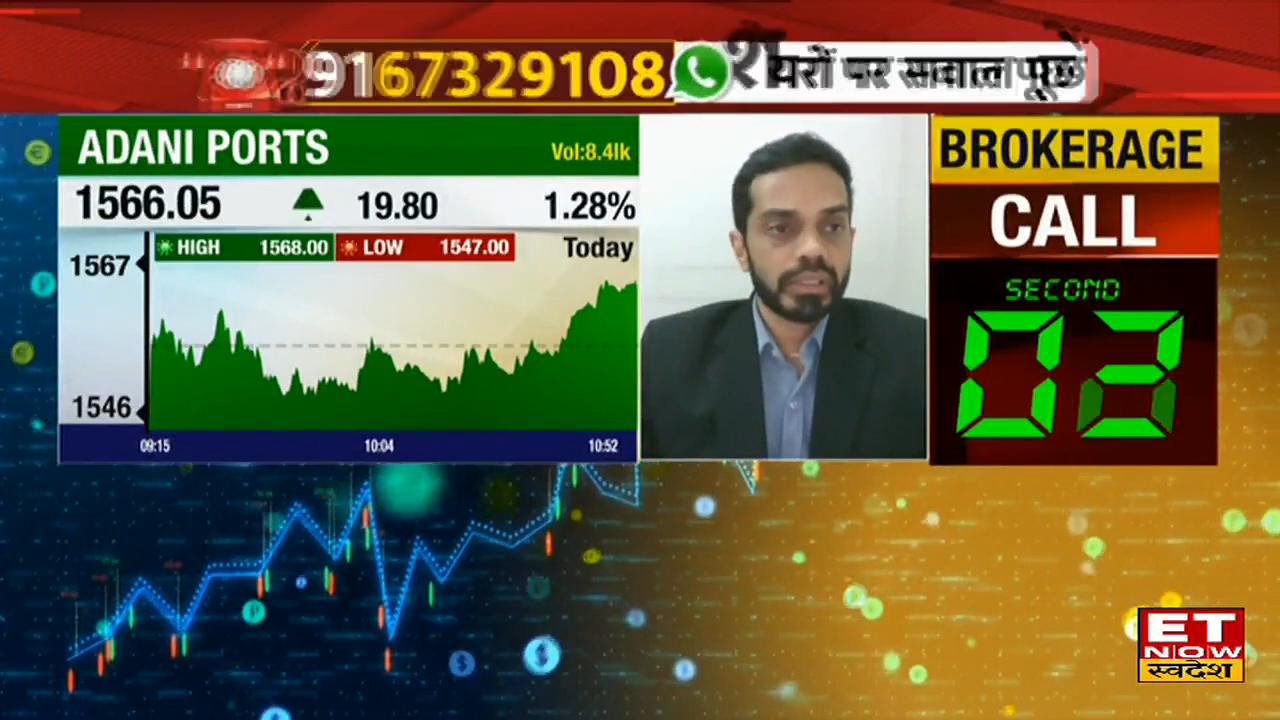 9167329108
यरों पर सवाल पूछें
ADANI PORTS
Vol:8.4lk
1566.05
19.80
1.28%
HIGH 1568.00
LOW 1547.00
Today
1567
1546
09:15
10:04
10:52
BROKERAGE
CALL
SECOND
02
ET
NOW
स्वदेश